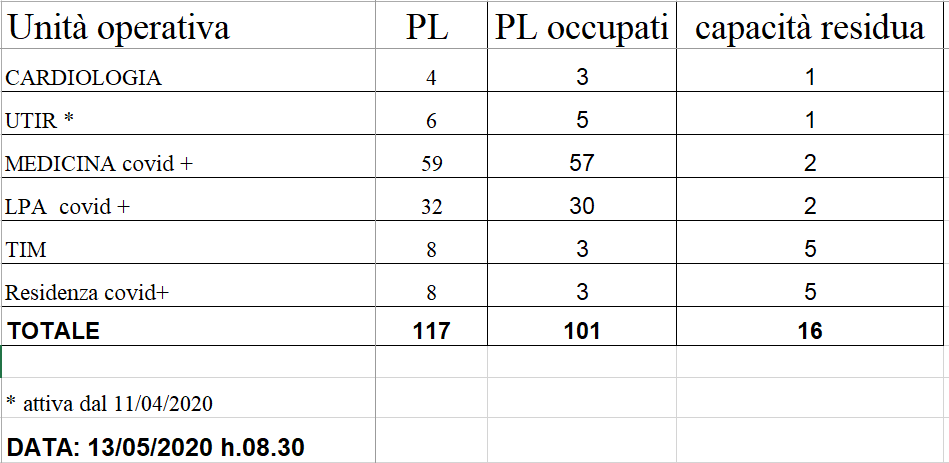 Unità operativa PL PL occupati capacità residua
CARDIOLOGIA 4 3 1
UTIR * 6 5 1
MEDICINA covid + 59 57 2
LPA covid + 32 30 2
TIM 8 3 5
Residenza covid+ 8 3 5
TOTALE 117 101 16
* attiva dal 11/04/2020
DATA: 13/05/2020 h.08.30